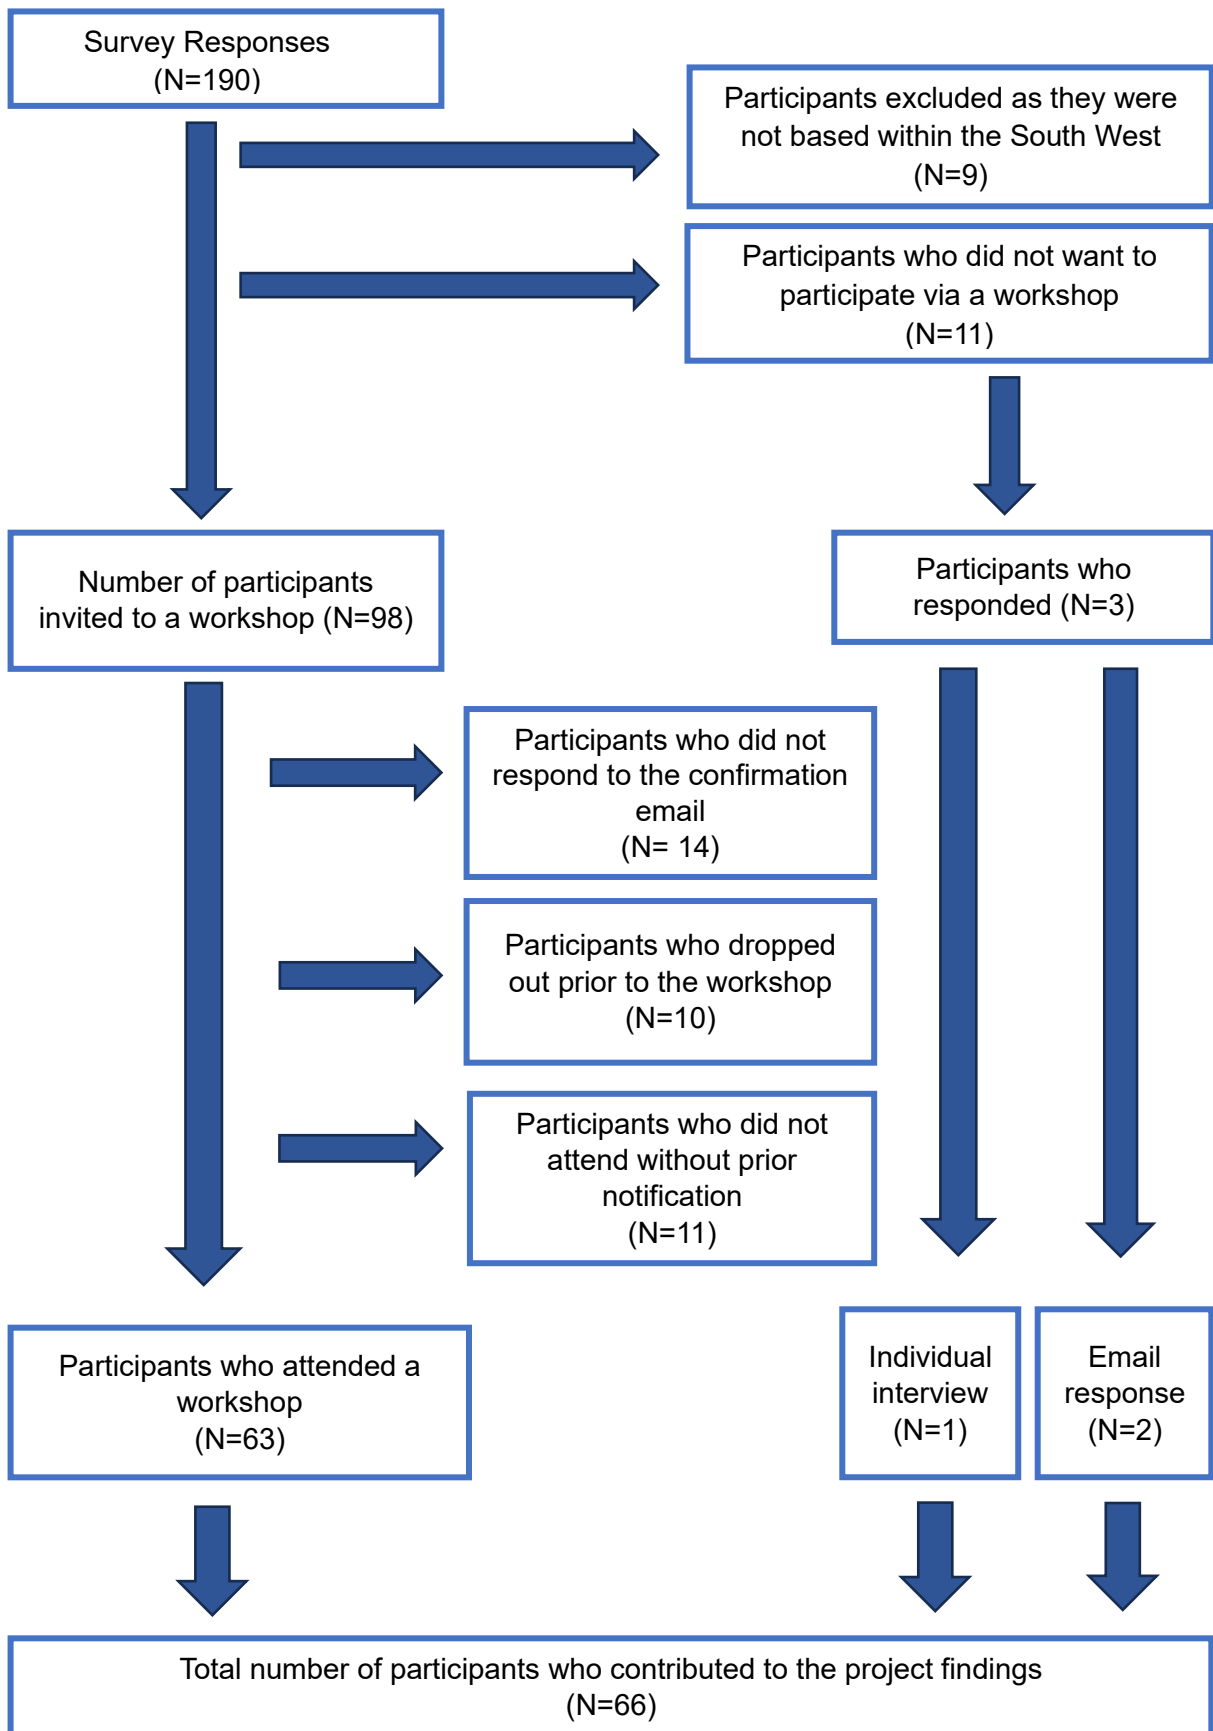 Survey Responses
(N=190)
Participants excluded as they were
not based within the South West
(N=9)
Participants who did not want to
participate via a workshop
(N=11)
Number of participants
invited to a workshop (N=98)
Participants who
responded (N=3)
Participants who did not
respond to the confirmation
email
(N= 14)
Participants who dropped
out prior to the workshop
(N=10)
Participants who did not
attend without prior
notification
(N=11)
Participants who attended a
workshop
(N=63)
Individual
interview
(N=1)
Email
response
(N=2)
Total number of participants who contributed to the project findings
(N=66)